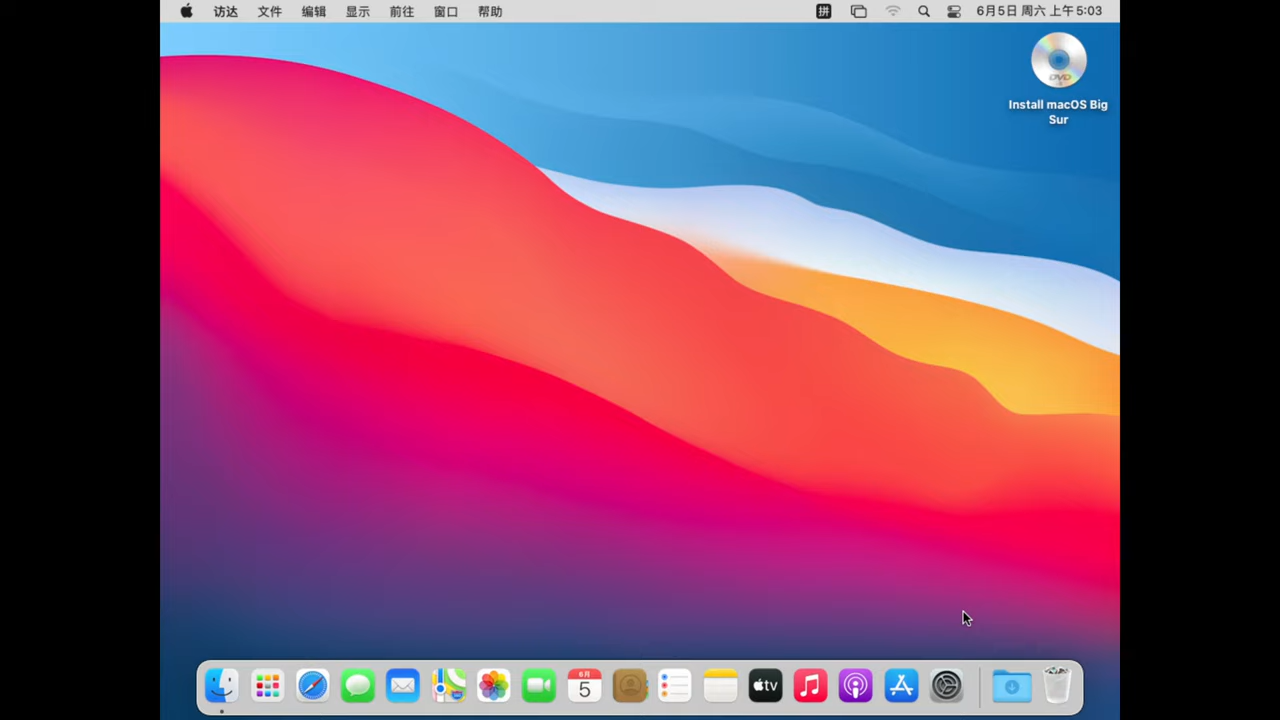 访达 文件 编辑 显示 前往 窗口 帮助 拼 6月5日 周六 上午5:03
DVD
Install macOS Big
Sur
6月
5
tv